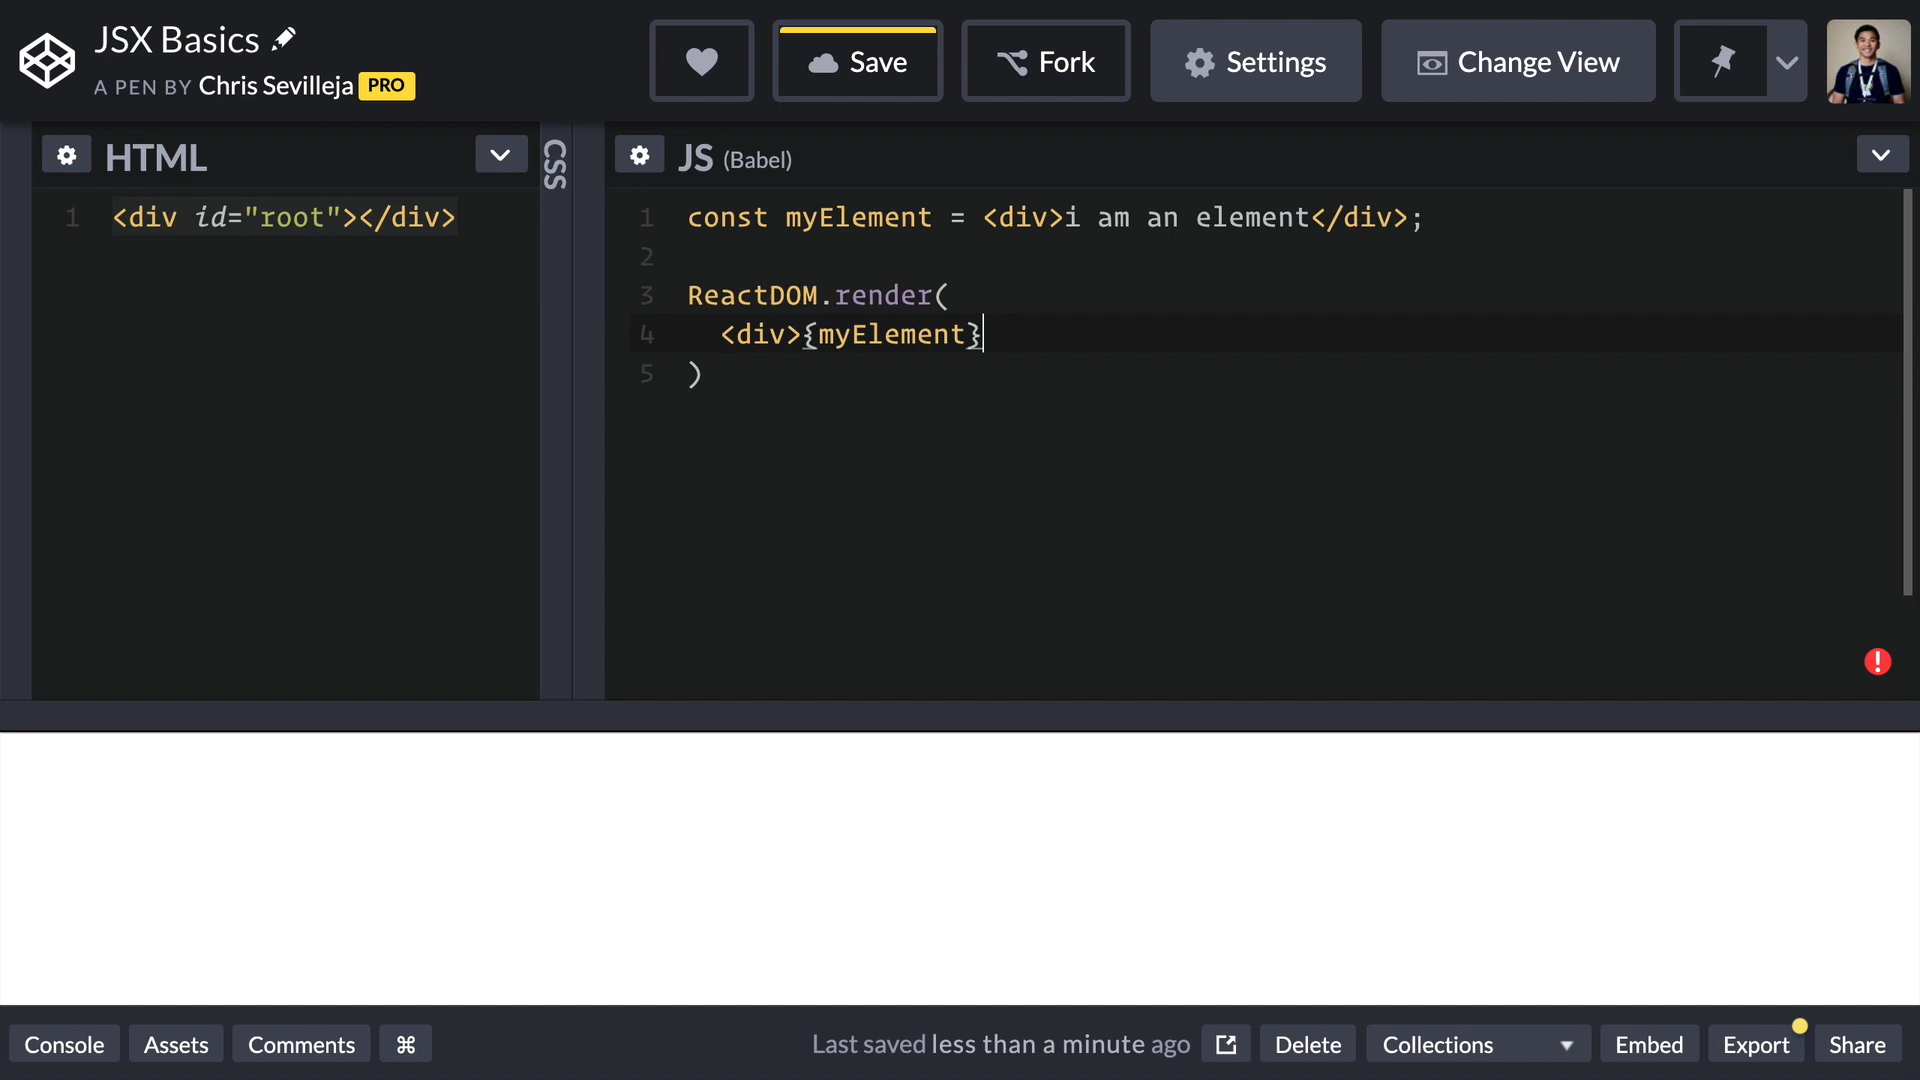 JSX Basics
A PEN BY Chris Sevilleja PRO
Save
Fork
Settings
Change View
HTML
1 <div id="root"></div>
CSS
JS (Babel)
1 const myElement = <div>i am an element</div>;
2
3 ReactDOM.render(
4 <div>{myElement}
5 )
!
Console
Assets
Comments
⌘
Last saved less than a minute ago
Delete
Collections
Embed
Export
Share